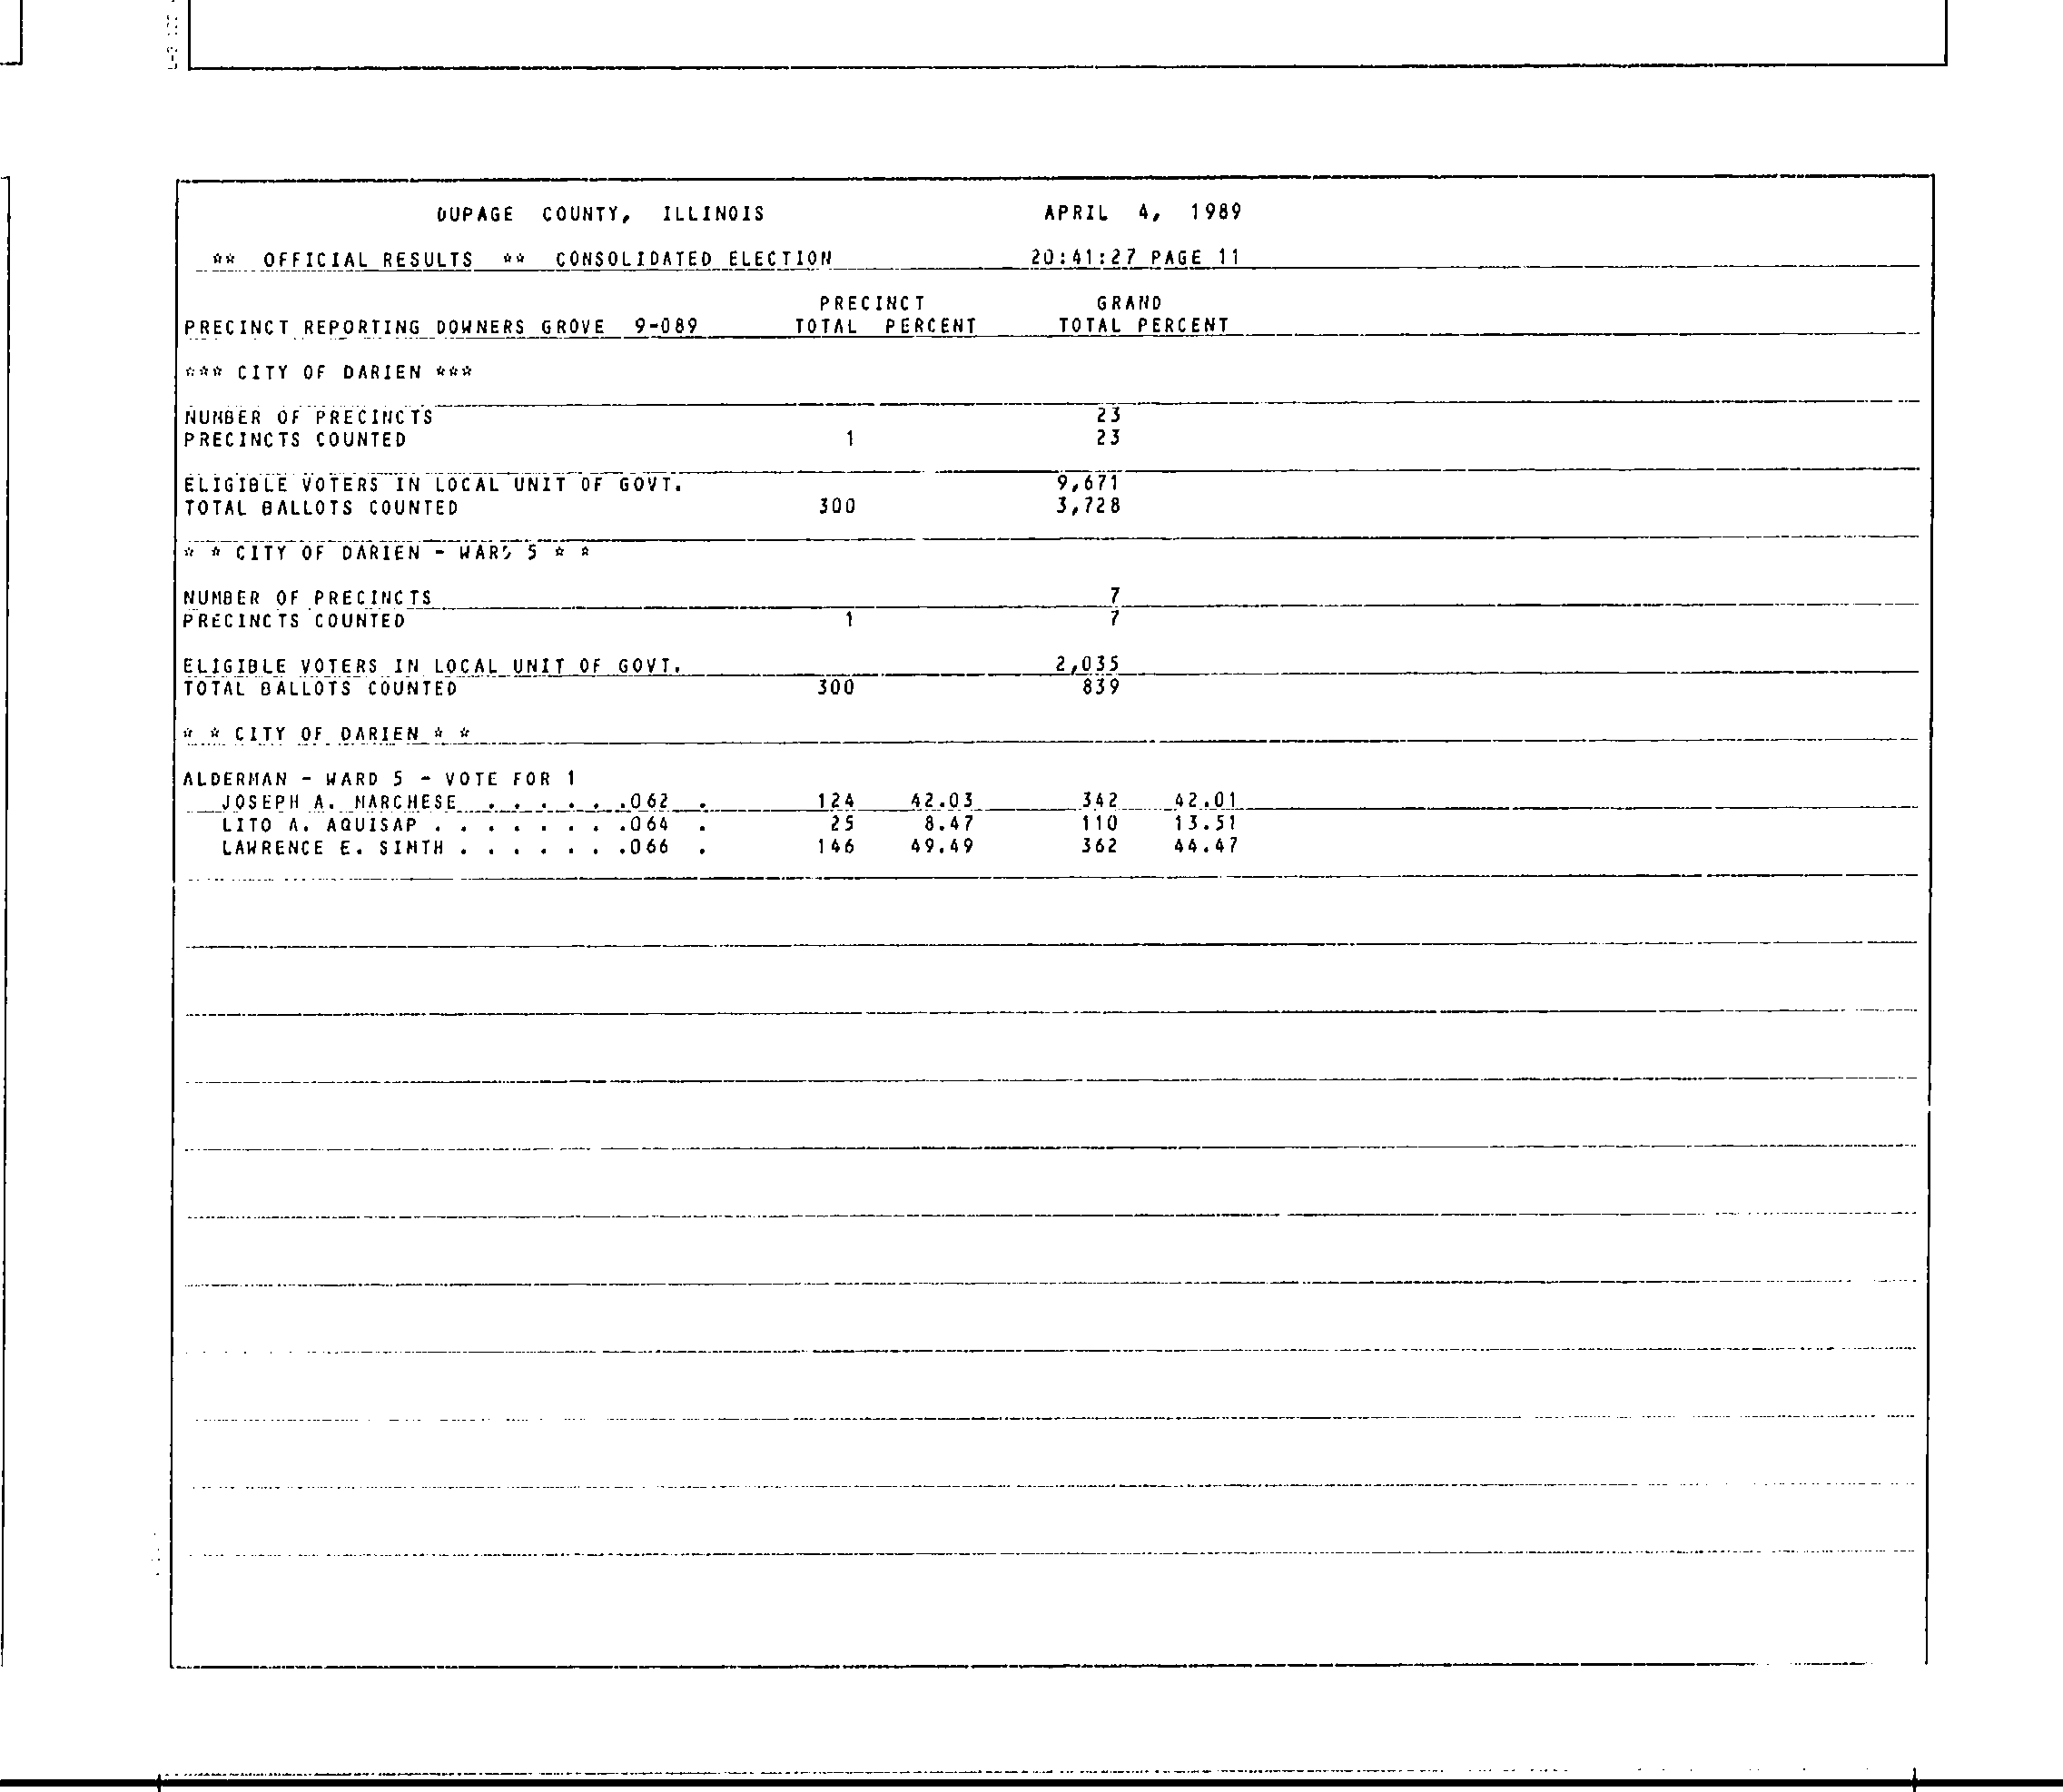 DUPAGE COUNTY, ILLINOIS APRIL 4, 1989
** OFFICIAL RESULTS ** CONSOLIDATED ELECTION 20:41:27 PAGE 11
PRECINCT GRAND
PRECINCT REPORTING DOWNERS GROVE 9-089 TOTAL PERCENT TOTAL PERCENT
*** CITY OF DARIEN ***
NUMBER OF PRECINCTS 23
PRECINCTS COUNTED 1 23
ELIGIBLE VOTERS IN LOCAL UNIT OF GOVT. 9,671
TOTAL BALLOTS COUNTED 300 3,728
* * CITY OF DARIEN - WARD 5 * *
NUMBER OF PRECINCTS 7
PRECINCTS COUNTED 1 7
ELIGIBLE VOTERS IN LOCAL UNIT OF GOVT. 2,035
TOTAL BALLOTS COUNTED 300 839
* * CITY OF DARIEN * *
ALDERMAN - WARD 5 - VOTE FOR 1
JOSEPH A. MARCHESE . . . . . .062 . 124 42.03 342 42.01
LITO A. AQUISAP . . . . . . . .064 . 25 8.47 110 13.51
LAWRENCE E. SIMTH . . . . . . .066 . 146 49.49 362 44.47